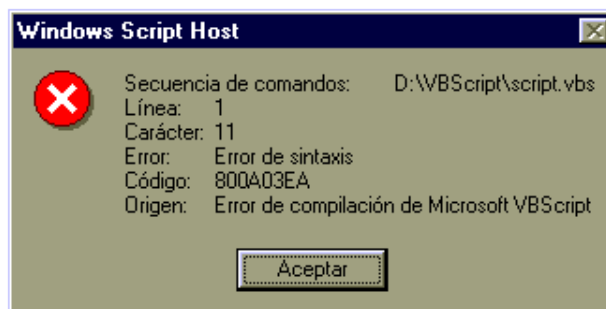 Windows Script Host
Secuencia de comandos: D:\VBScript\script.vbs
Línea: 1
Carácter: 11
Error: Error de sintaxis
Código: 800A03EA
Origen: Error de compilación de Microsoft VBScript
Aceptar